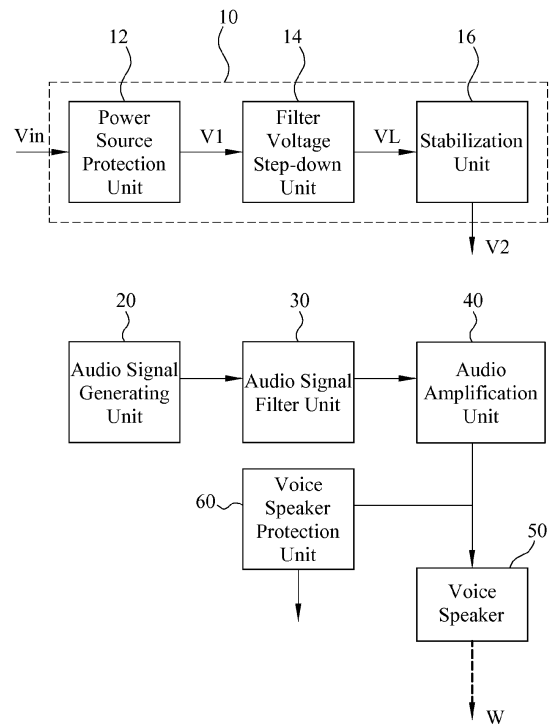 10
12
14
16
Vin
Power
Source
Protection
Unit
V1
Filter
Voltage
Step-down
Unit
VL
Stabilization
Unit
V2
20
30
40
Audio Signal
Generating
Unit
Audio Signal
Filter Unit
Audio
Amplification
Unit
60
Voice
Speaker
Protection
Unit
50
Voice
Speaker
W